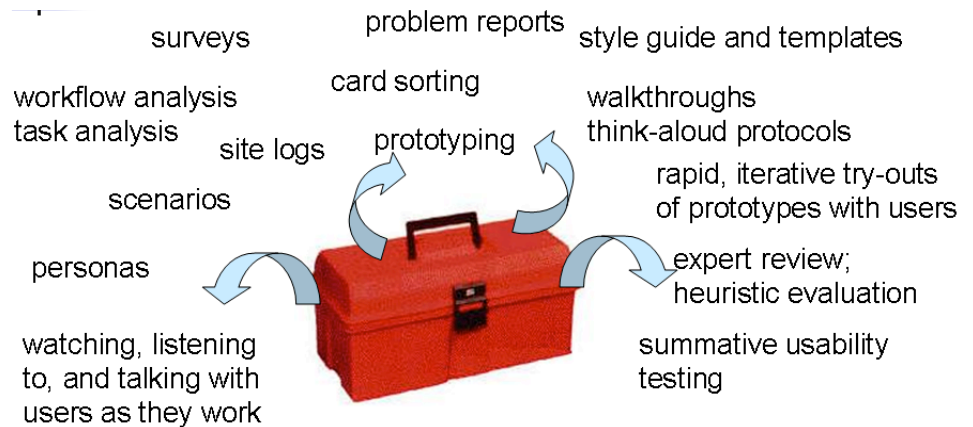 problem reports
surveys
style guide and templates
card sorting
workflow analysis
task analysis
walkthroughs
think-aloud protocols
site logs
prototyping
rapid, iterative try-outs
of prototypes with users
scenarios
personas
expert review;
heuristic evaluation
watching, listening
to, and talking with
users as they work
summative usability
testing